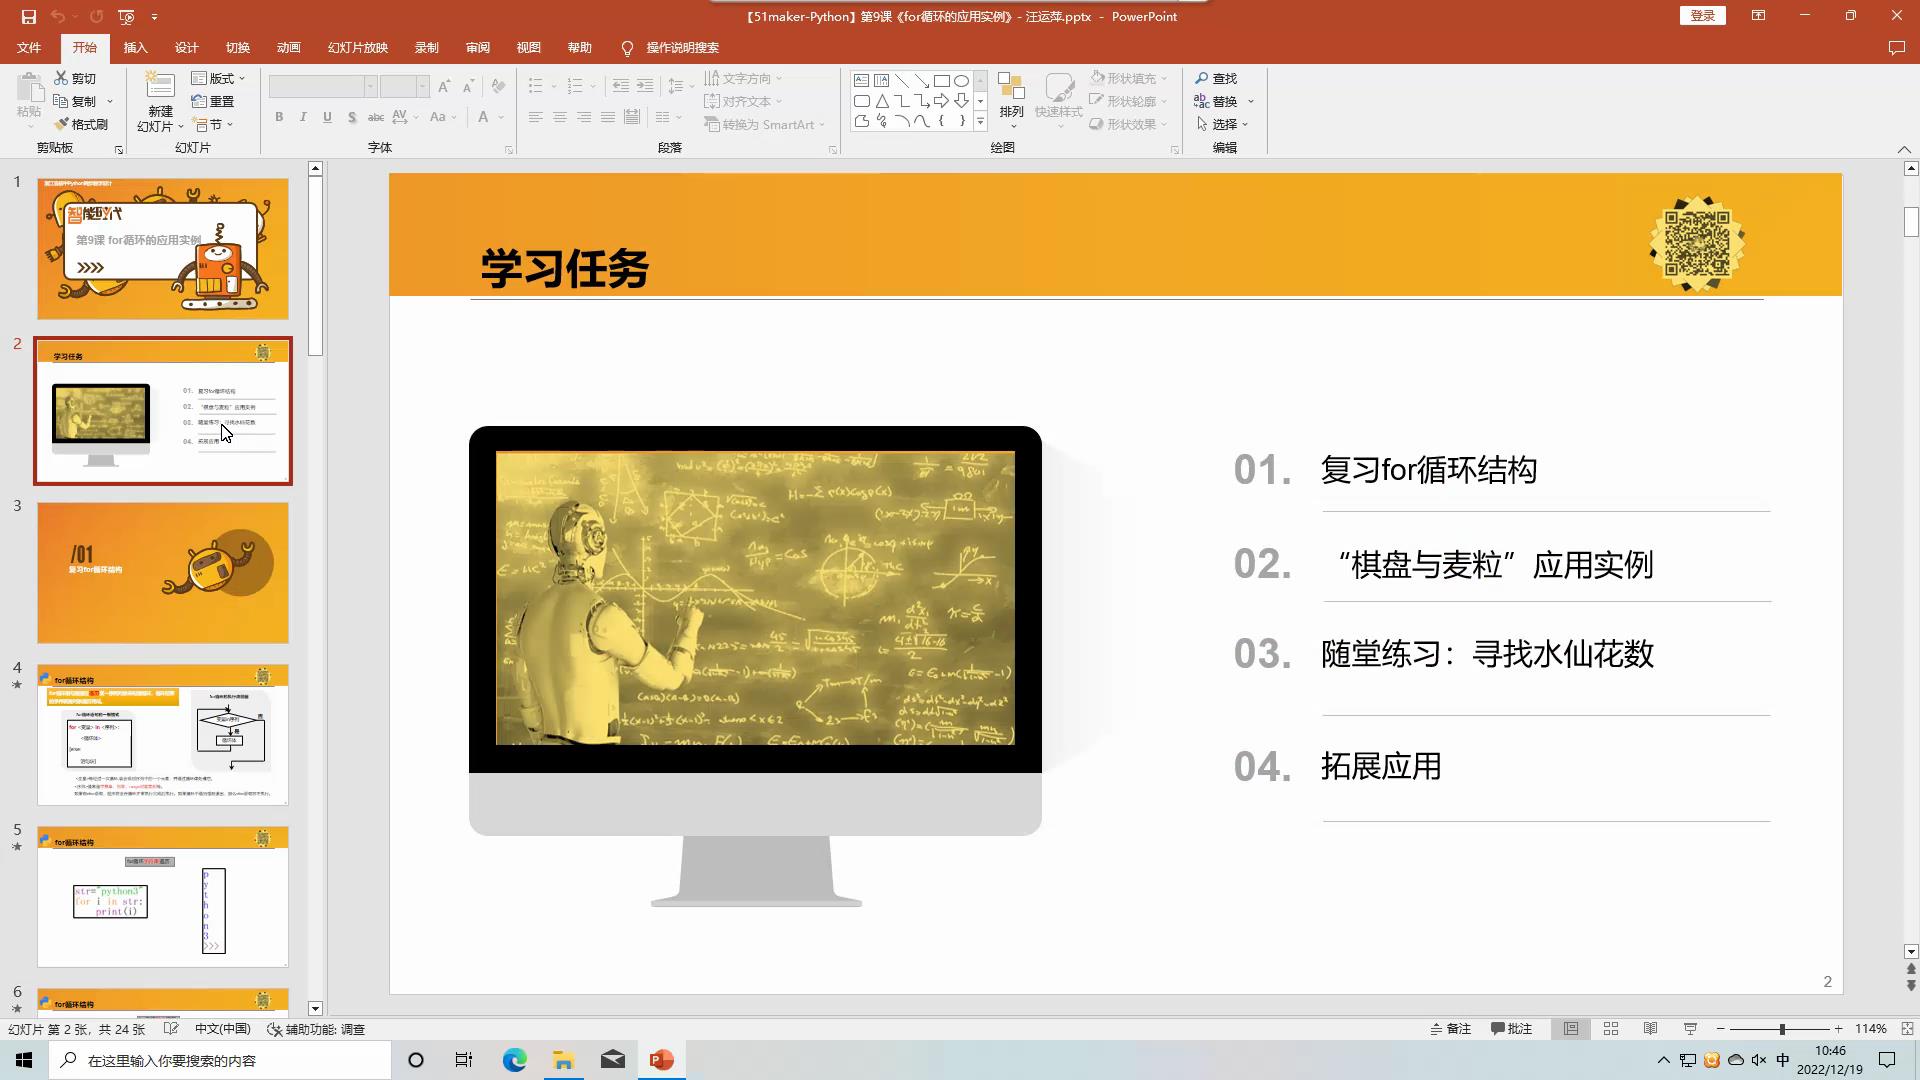 【51maker-Python】第9课《for循环的应用实例》- 汪运萍.pptx - PowerPoint
登录
文件 开始 插入 设计 切换 动画 幻灯片放映 录制 审阅 视图 帮助 操作说明搜索
粘贴
剪切
复制
格式刷
剪贴板
新建
幻灯片
版式
重置
节
幻灯片
B I U S abc AV Aa A
字体
文字方向
对齐文本
转换为 SmartArt
段落
排列
快速样式
形状填充
形状轮廓
形状效果
绘图
查找
替换
选择
编辑
1
智能时代
第9课 for循环的应用实例
2
学习任务
01. 复习for循环结构
02. “棋盘与麦粒”应用实例
03. 随堂练习：寻找水仙花数
04. 拓展应用
3
/01
复习for循环结构
4
for循环结构
for <变量> in <序列>:
<循环体>
5
for循环结构
str="python3"
for i in str:
print(i)
p
y
t
h
o
n
3
>>>
6
for循环结构
学习任务
01. 复习for循环结构
02. “棋盘与麦粒”应用实例
03. 随堂练习：寻找水仙花数
04. 拓展应用
2
幻灯片 第 2 张，共 24 张 中文(中国) 辅助功能: 调查
备注 批注 114%
在这里输入你要搜索的内容
中
10:46
2022/12/19